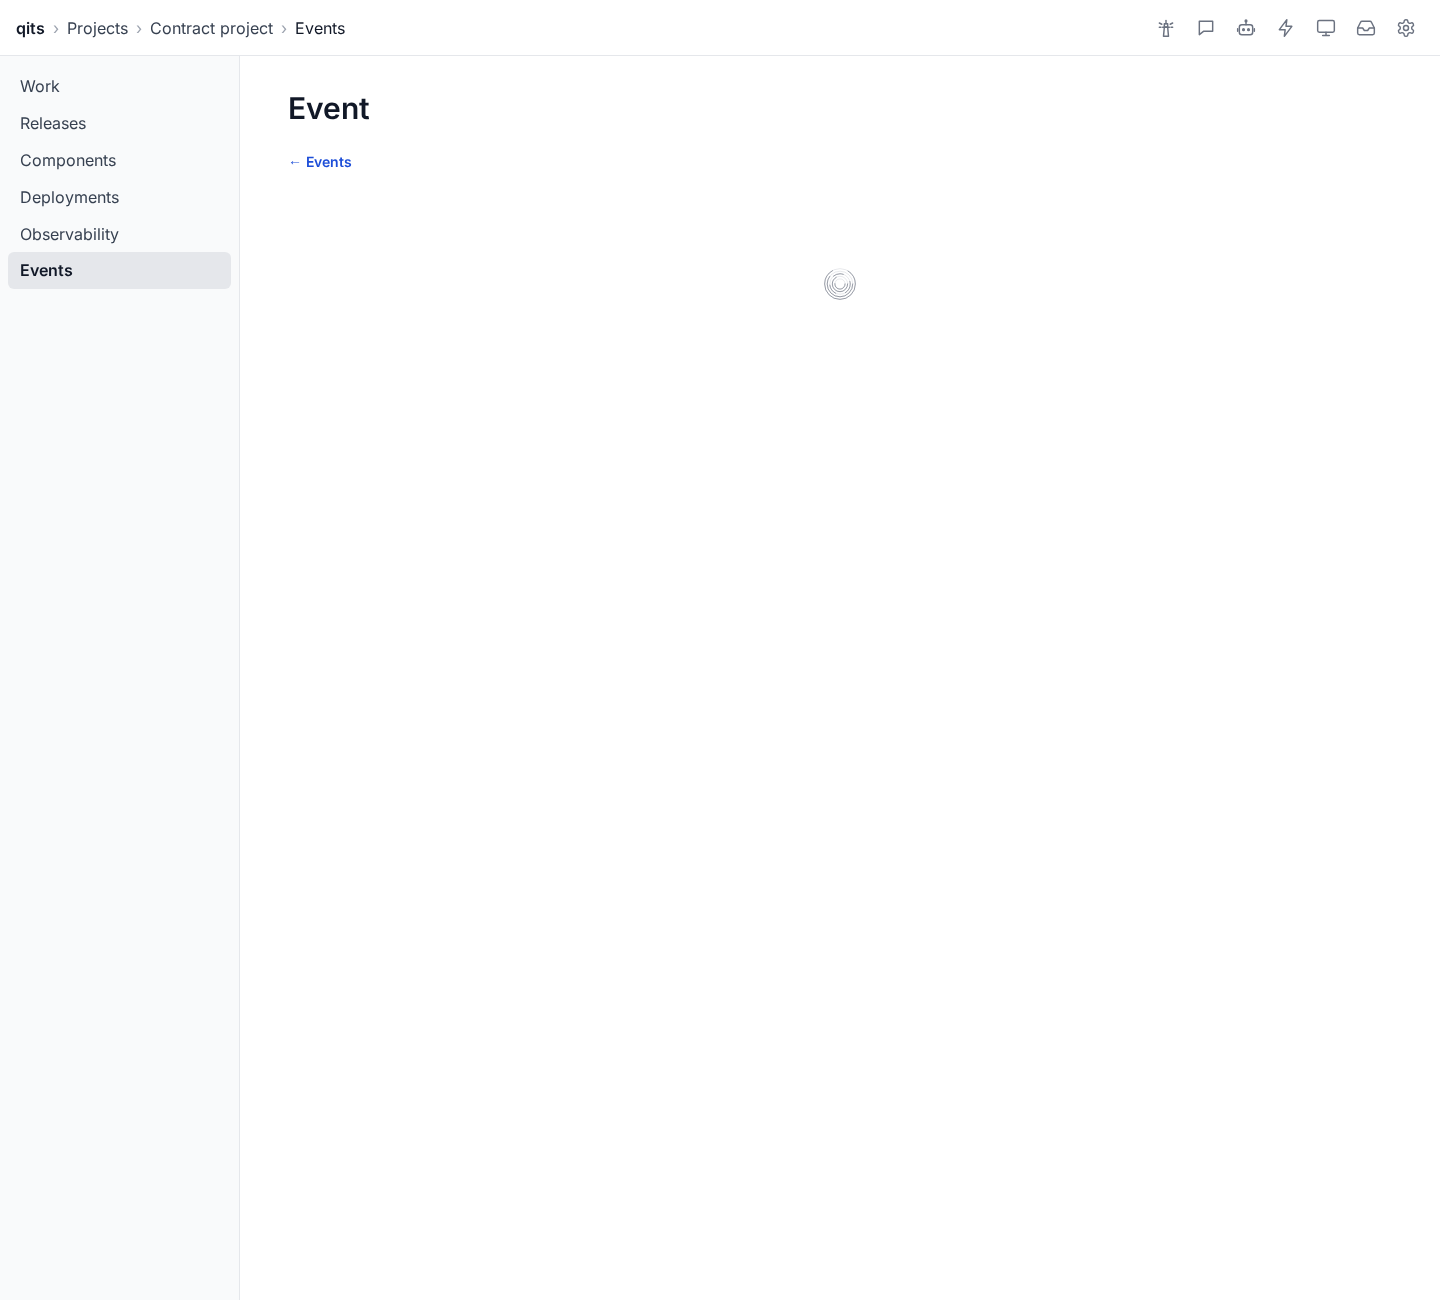 qits › Projects › Contract project › Events
Work
Releases
Components
Deployments
Observability
Events
Event
← Events